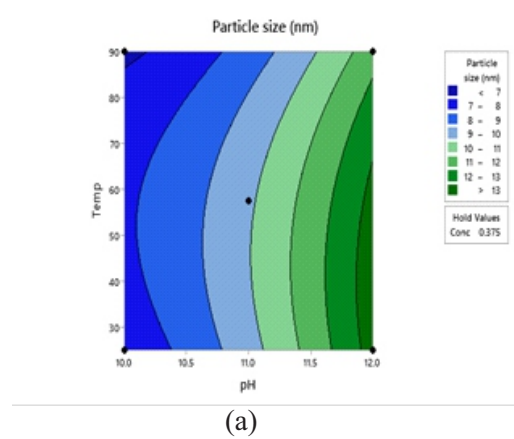 Particle size (nm)
90
80
70
60
50
40
30
Temp
10.0 10.5 11.0 11.5 12.0
pH
Particle
size (nm)
< 7
7 – 8
8 – 9
9 – 10
10 – 11
11 – 12
12 – 13
> 13
Hold Values
Conc 0.375
(a)